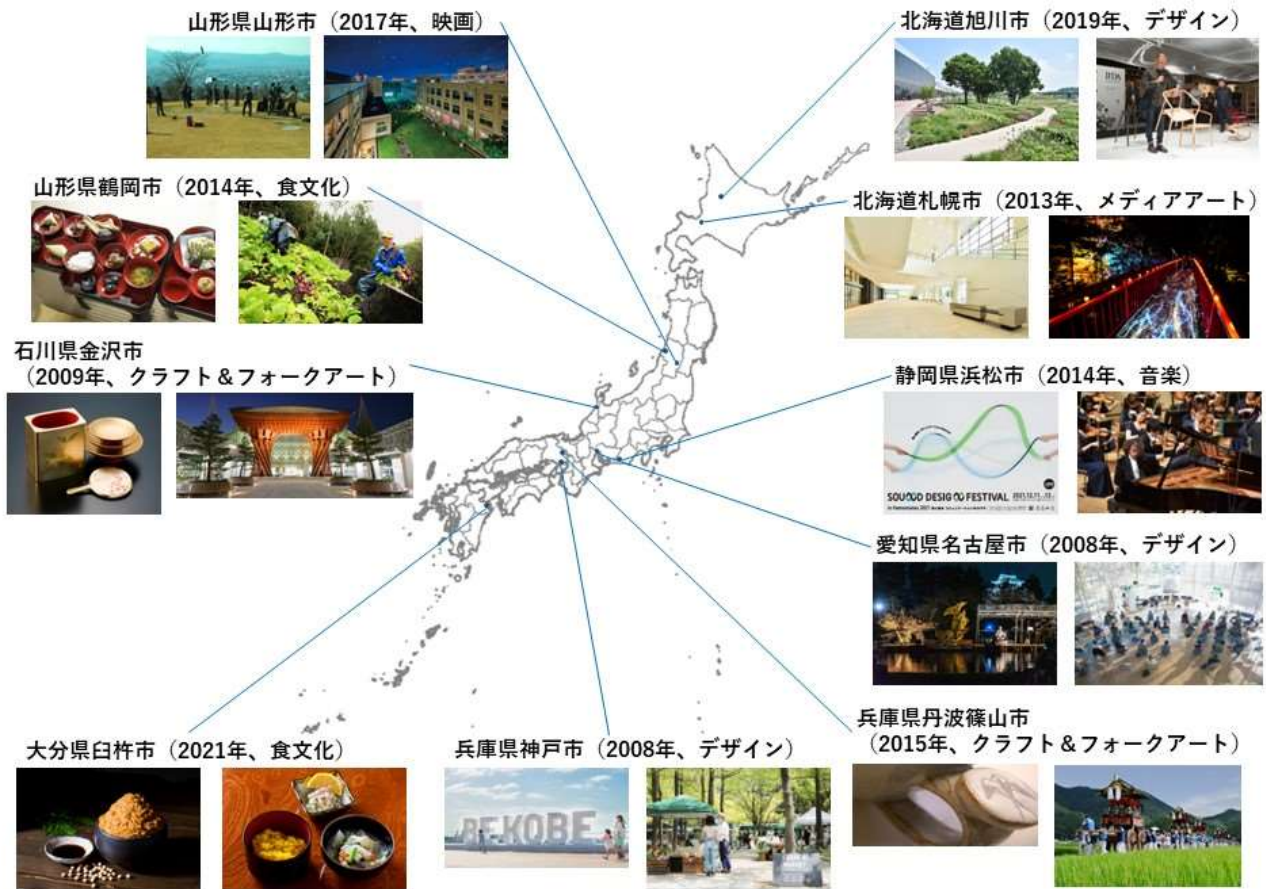 山形県山形市（2017年、映画）
北海道旭川市（2019年、デザイン）
山形県鶴岡市（2014年、食文化）
北海道札幌市（2013年、メディアアート）
石川県金沢市
（2009年、クラフト＆フォークアート）
静岡県浜松市（2014年、音楽）
愛知県名古屋市（2008年、デザイン）
兵庫県丹波篠山市
（2015年、クラフト＆フォークアート）
大分県臼杵市（2021年、食文化）
兵庫県神戸市（2008年、デザイン）
BE KOBE